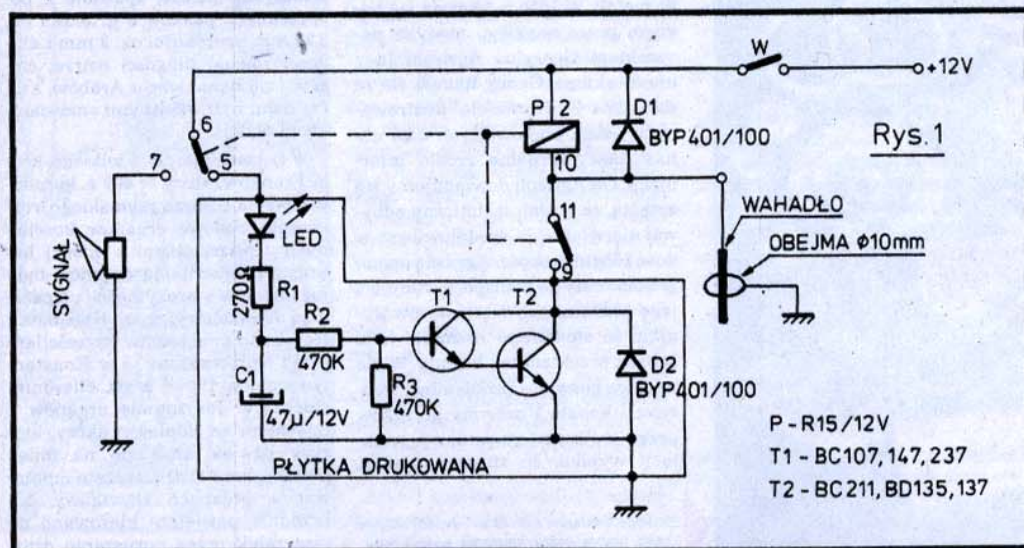 W
+12V
P
2
D1
BYP401/100
10
Rys.1
6
7
5
11
9
WAHADŁO
OBEJMA φ10mm
LED
SYGNAŁ
270Ω
R1
R2
470K
T1
T2
C1
47µ/12V
R3
470K
D2
BYP401/100
PŁYTKA DRUKOWANA
P - R15/12V
T1 - BC107, 147, 237
T2 - BC211, BD135, 137